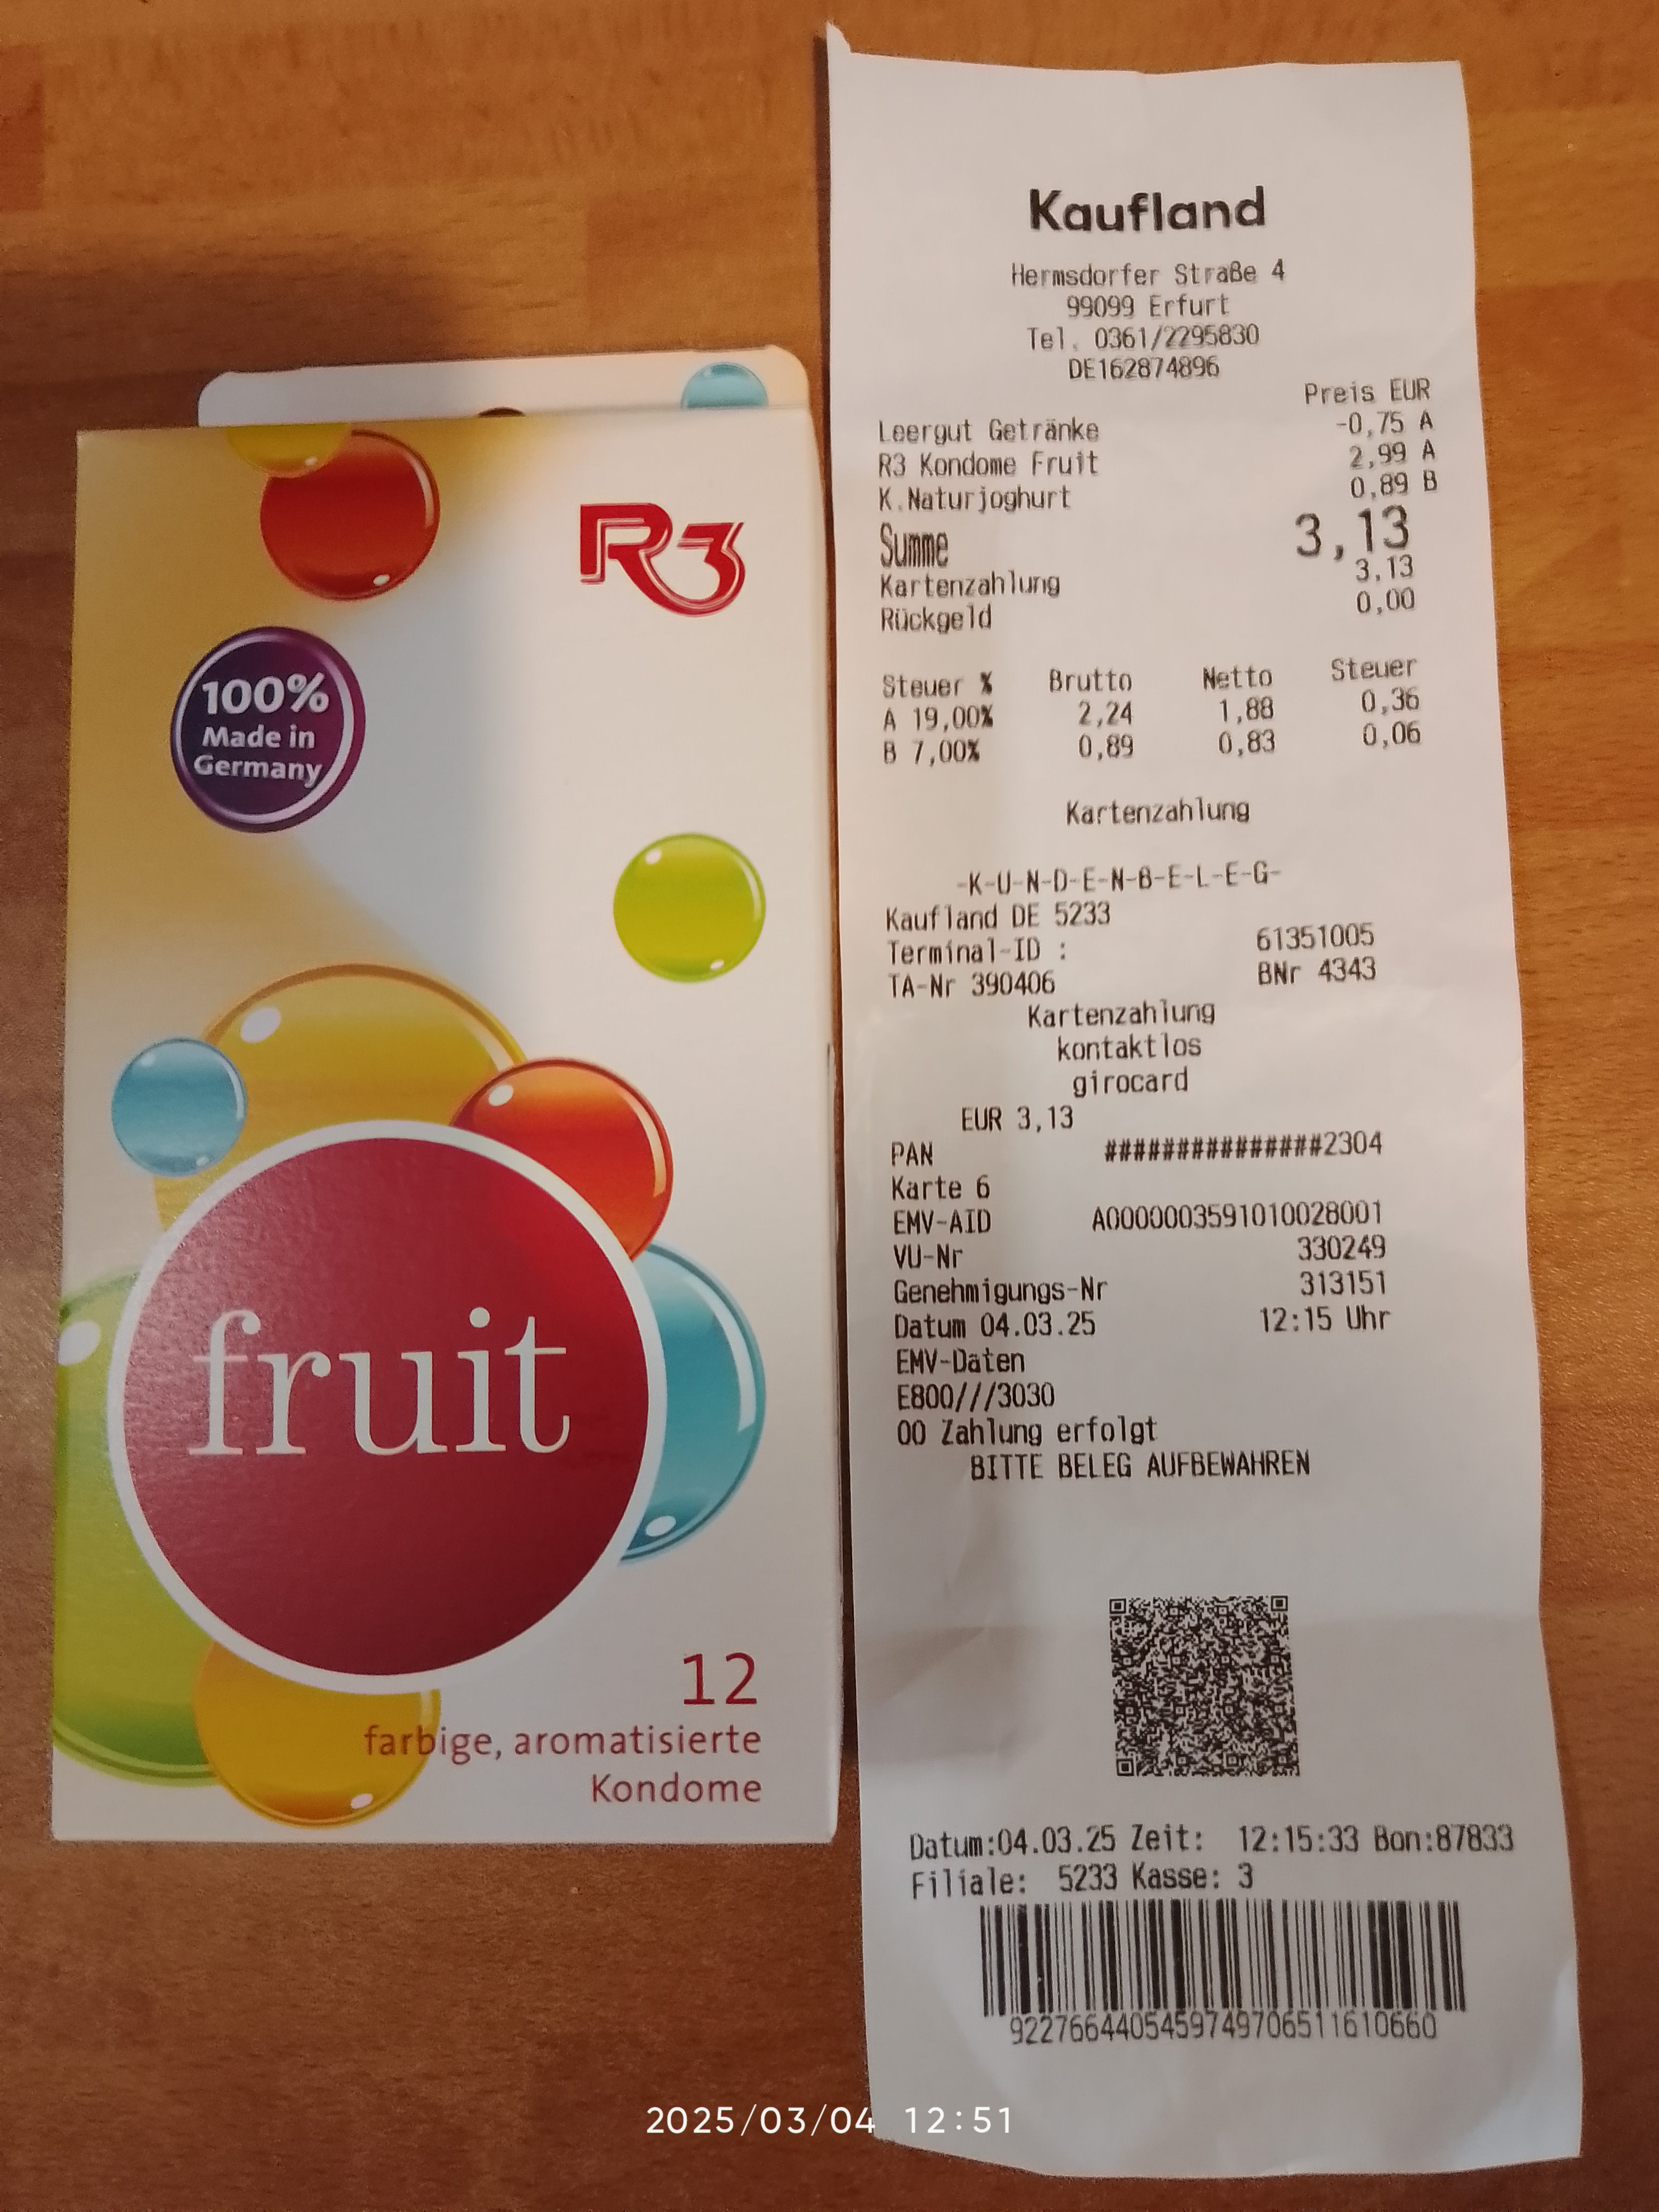 R3
100%
Made in
Germany
fruit
12
farbige, aromatisierte
Kondome
Kaufland
Hermsdorfer Straße 4
99099 Erfurt
Tel. 0361/2295830
DE162874896
Preis EUR
Leergut Getränke -0,75 A
R3 Kondome Fruit 2,99 A
K.Naturjoghurt 0,89 B
Summe 3,13
Kartenzahlung 3,13
Rückgeld 0,00
Steuer % Brutto Netto Steuer
A 19,00% 2,24 1,88 0,36
B 7,00% 0,89 0,83 0,06
Kartenzahlung
-K-U-N-D-E-N-B-E-L-E-G-
Kaufland DE 5233
Terminal-ID : 61351005
TA-Nr 390406 BNr 4343
Kartenzahlung
kontaktlos
girocard
EUR 3,13
PAN ###############2304
Karte 6
EMV-AID A0000003591010028001
VU-Nr 330249
Genehmigungs-Nr 313151
Datum 04.03.25 12:15 Uhr
EMV-Daten
E800///3030
00 Zahlung erfolgt
BITTE BELEG AUFBEWAHREN
Datum:04.03.25 Zeit: 12:15:33 Bon:87833
Filiale: 5233 Kasse: 3
9227664405459749706511610660
2025/03/04 12:51